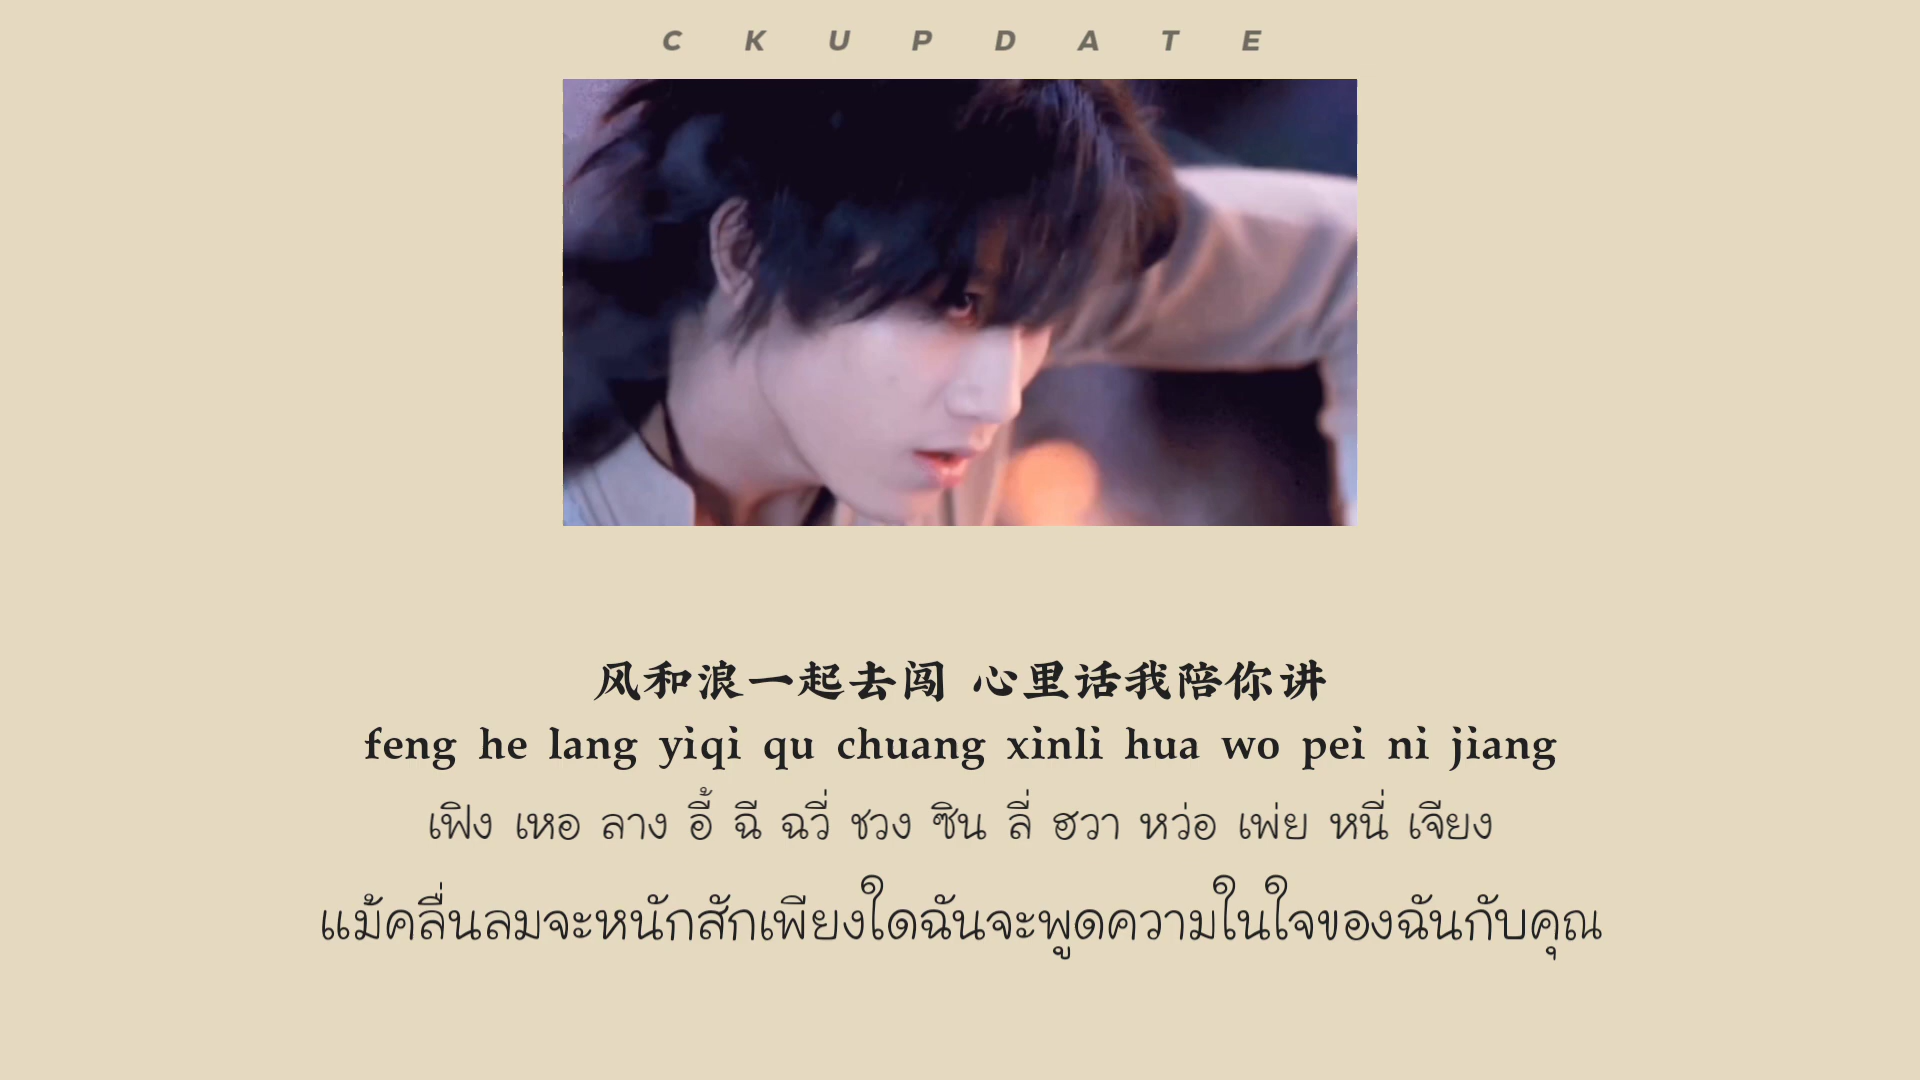 CKUPDATE
风和浪一起去闯 心里话我陪你讲
feng he lang yiqi qu chuang xinli hua wo pei ni jiang
เฟิง เหอ ลาง อี้ ฉี ฉวี่ ชวง ซิน ลี่ ฮวา หว่อ เพ่ย หนี่ เจียง
แม้คลื่นลมจะหนักสักเพียงใดฉันจะพูดความในใจของฉันกับคุณ